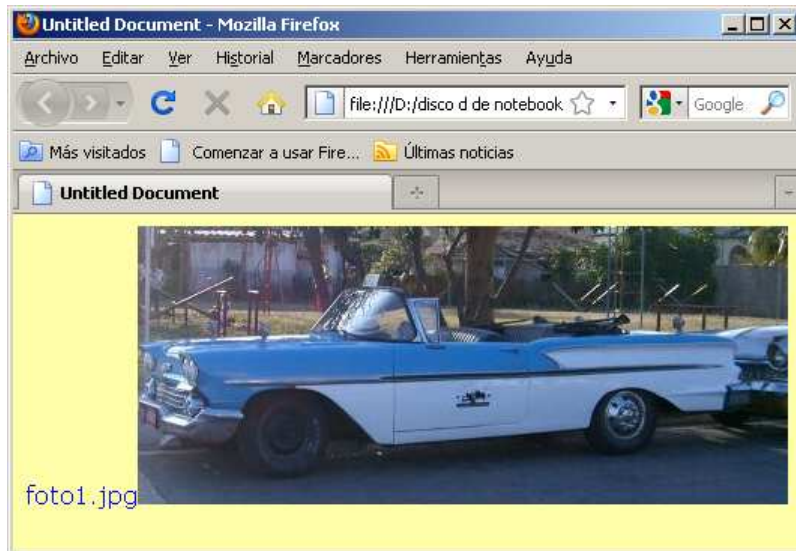 Untitled Document - Mozilla Firefox
Archivo Editar Ver Historial Marcadores Herramientas Ayuda
file:///D:/disco d de notebook Google
Más visitados Comenzar a usar Fire... Últimas noticias
Untitled Document
foto1.jpg